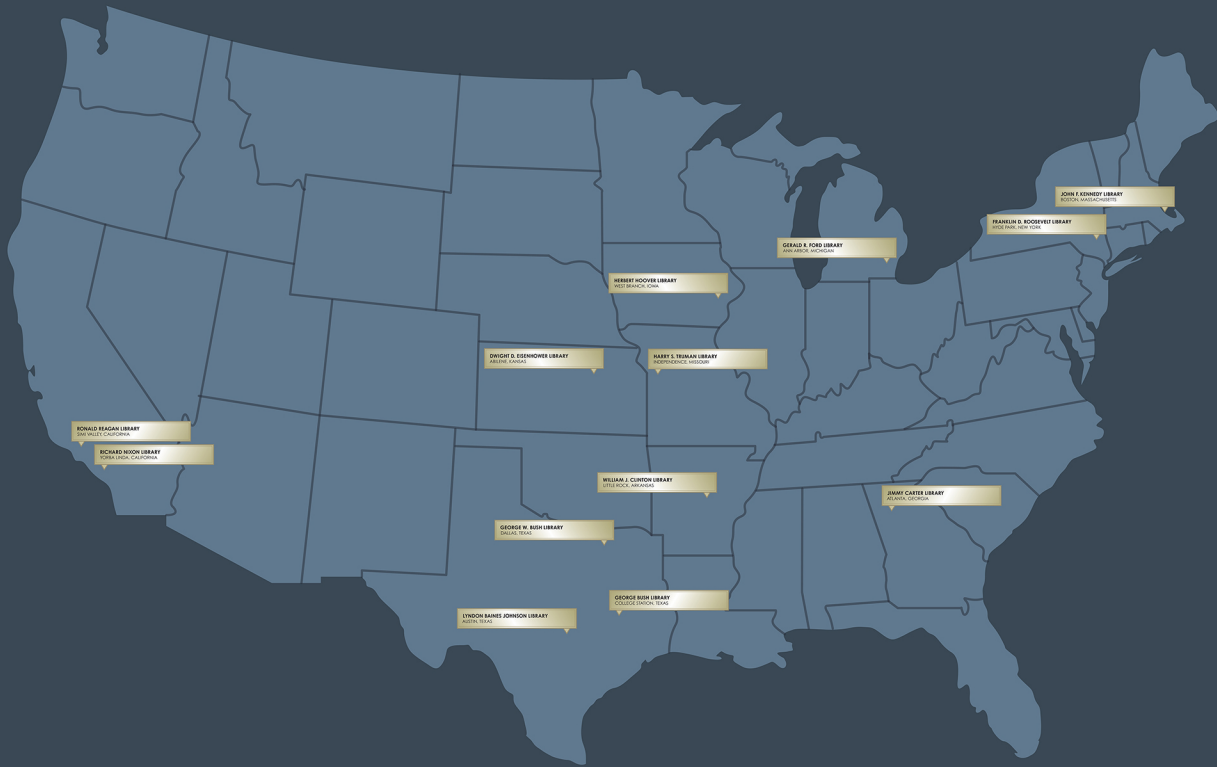 JOHN F. KENNEDY LIBRARY
BOSTON, MASSACHUSETTS
FRANKLIN D. ROOSEVELT LIBRARY
HYDE PARK, NEW YORK
GERALD R. FORD LIBRARY
ANN ARBOR, MICHIGAN
HERBERT HOOVER LIBRARY
WEST BRANCH, IOWA
DWIGHT D. EISENHOWER LIBRARY
ABILENE, KANSAS
HARRY S. TRUMAN LIBRARY
INDEPENDENCE, MISSOURI
RONALD REAGAN LIBRARY
SIMI VALLEY, CALIFORNIA
RICHARD NIXON LIBRARY
YORBA LINDA, CALIFORNIA
WILLIAM J. CLINTON LIBRARY
LITTLE ROCK, ARKANSAS
JIMMY CARTER LIBRARY
ATLANTA, GEORGIA
GEORGE W. BUSH LIBRARY
DALLAS, TEXAS
GEORGE BUSH LIBRARY
COLLEGE STATION, TEXAS
LYNDON BAINES JOHNSON LIBRARY
AUSTIN, TEXAS